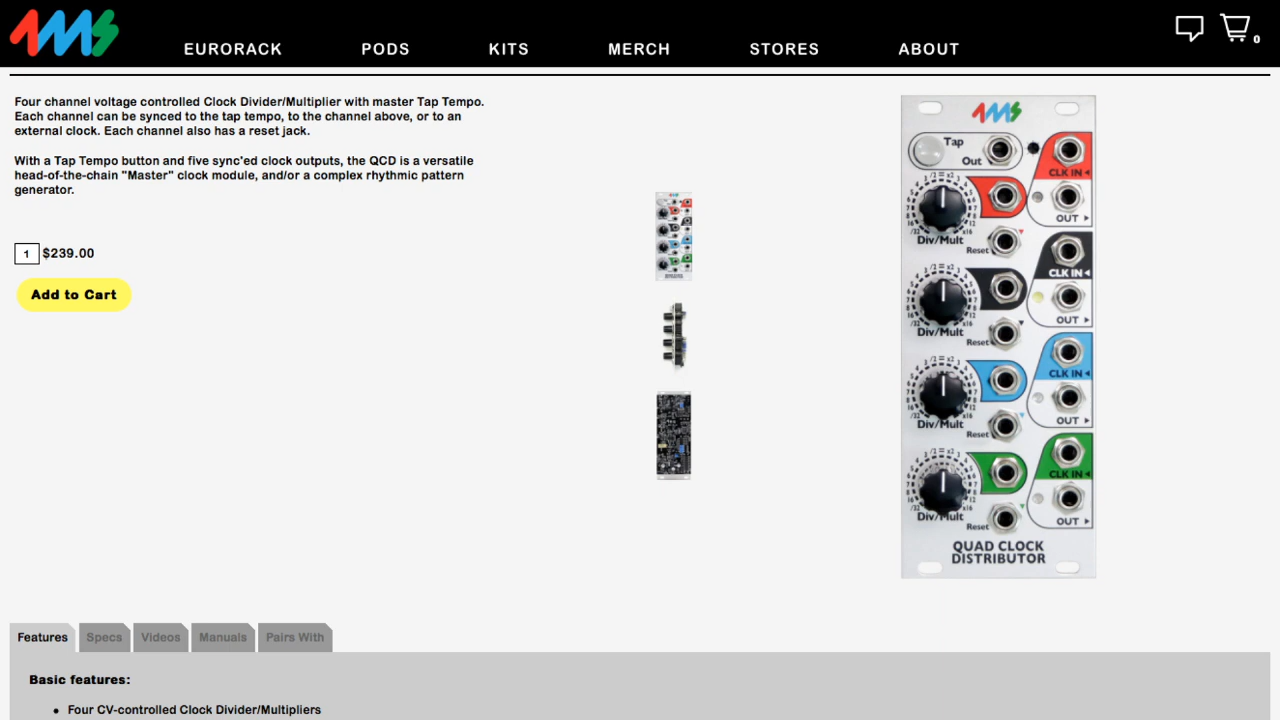 4MS
EURORACK
PODS
KITS
MERCH
STORES
ABOUT
0
Four channel voltage controlled Clock Divider/Multiplier with master Tap Tempo.
Each channel can be synced to the tap tempo, to the channel above, or to an
external clock. Each channel also has a reset jack.
With a Tap Tempo button and five sync'ed clock outputs, the QCD is a versatile
head-of-the-chain "Master" clock module, and/or a complex rhythmic pattern
generator.
1 $239.00
Add to Cart
4MS
Tap
Out
CLK IN
OUT
Div/Mult
Reset
CLK IN
OUT
Div/Mult
Reset
CLK IN
OUT
Div/Mult
Reset
CLK IN
OUT
Div/Mult
Reset
QUAD CLOCK
DISTRIBUTOR
Features
Specs
Videos
Manuals
Pairs With
Basic features:
• Four CV-controlled Clock Divider/Multipliers